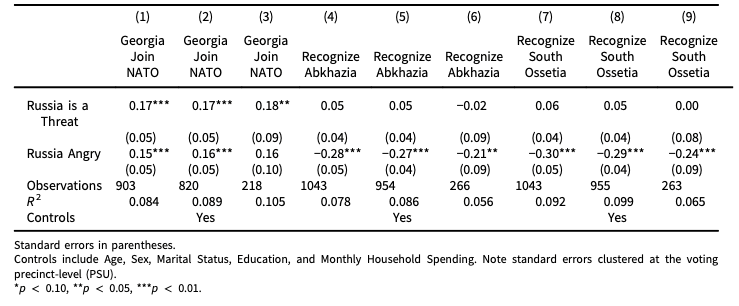 (1) (2) (3) (4) (5) (6) (7) (8) (9)
Georgia Georgia Georgia Recognize Recognize Recognize
Join Join Join Recognize Recognize Recognize South South South
NATO NATO NATO Abkhazia Abkhazia Abkhazia Ossetia Ossetia Ossetia
Russia is a 0.17*** 0.17*** 0.18** 0.05 0.05 −0.02 0.06 0.05 0.00
Threat
(0.05) (0.05) (0.09) (0.04) (0.04) (0.09) (0.04) (0.04) (0.08)
Russia Angry 0.15*** 0.16*** 0.16 −0.28*** −0.27*** −0.21** −0.30*** −0.29*** −0.24***
(0.05) (0.05) (0.10) (0.05) (0.04) (0.09) (0.05) (0.04) (0.09)
Observations 903 820 218 1043 954 266 1043 955 263
R² 0.084 0.089 0.105 0.078 0.086 0.056 0.092 0.099 0.065
Controls Yes Yes Yes
Standard errors in parentheses.
Controls include Age, Sex, Marital Status, Education, and Monthly Household Spending. Note standard errors clustered at the voting
precinct-level (PSU).
*p < 0.10, **p < 0.05, ***p < 0.01.